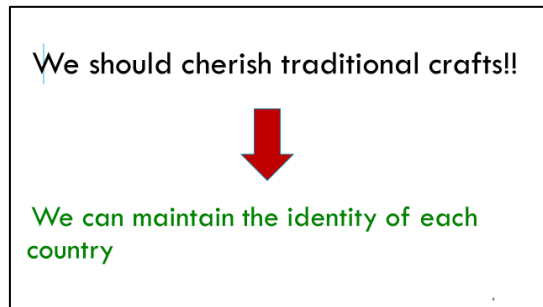 We should cherish traditional crafts!!
We can maintain the identity of each
country